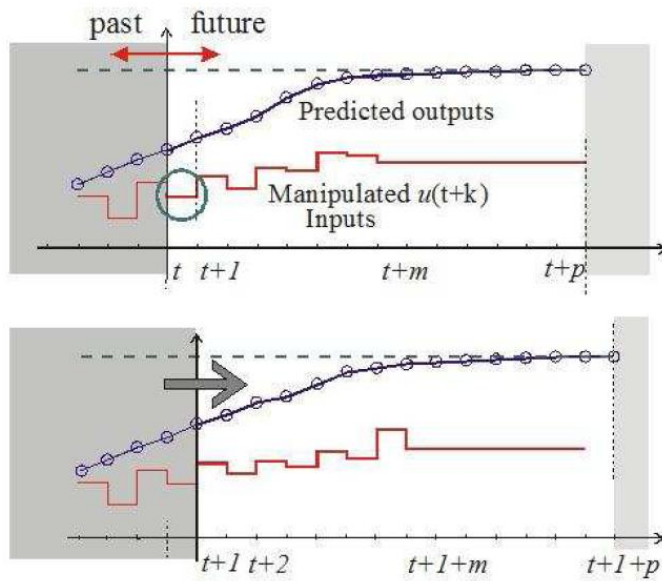 past future
Predicted outputs
Manipulated u(t+k)
Inputs
t t+1 t+m t+p
t+1 t+2 t+1+m t+1+p